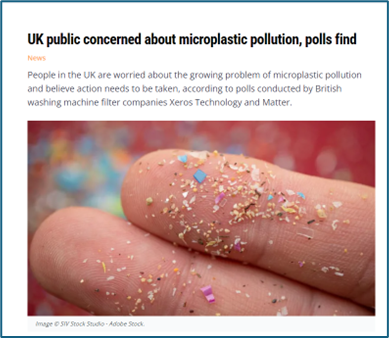 UK public concerned about microplastic pollution, polls find
News
People in the UK are worried about the growing problem of microplastic pollution
and believe action needs to be taken, according to polls conducted by British
washing machine filter companies Xeros Technology and Matter.
Image © SIV Stock Studio - Adobe Stock.